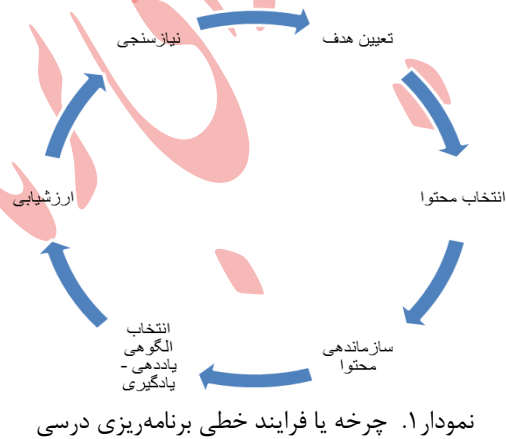 نیازسنجی
تعیین هدف
انتخاب محتوا
سازماندهی
محتوا
انتخاب
الگوهی
یاددهی -
یادگیری
ارزشیابی
نمودار۱. چرخه یا فرایند خطی برنامه‌ریزی درسی